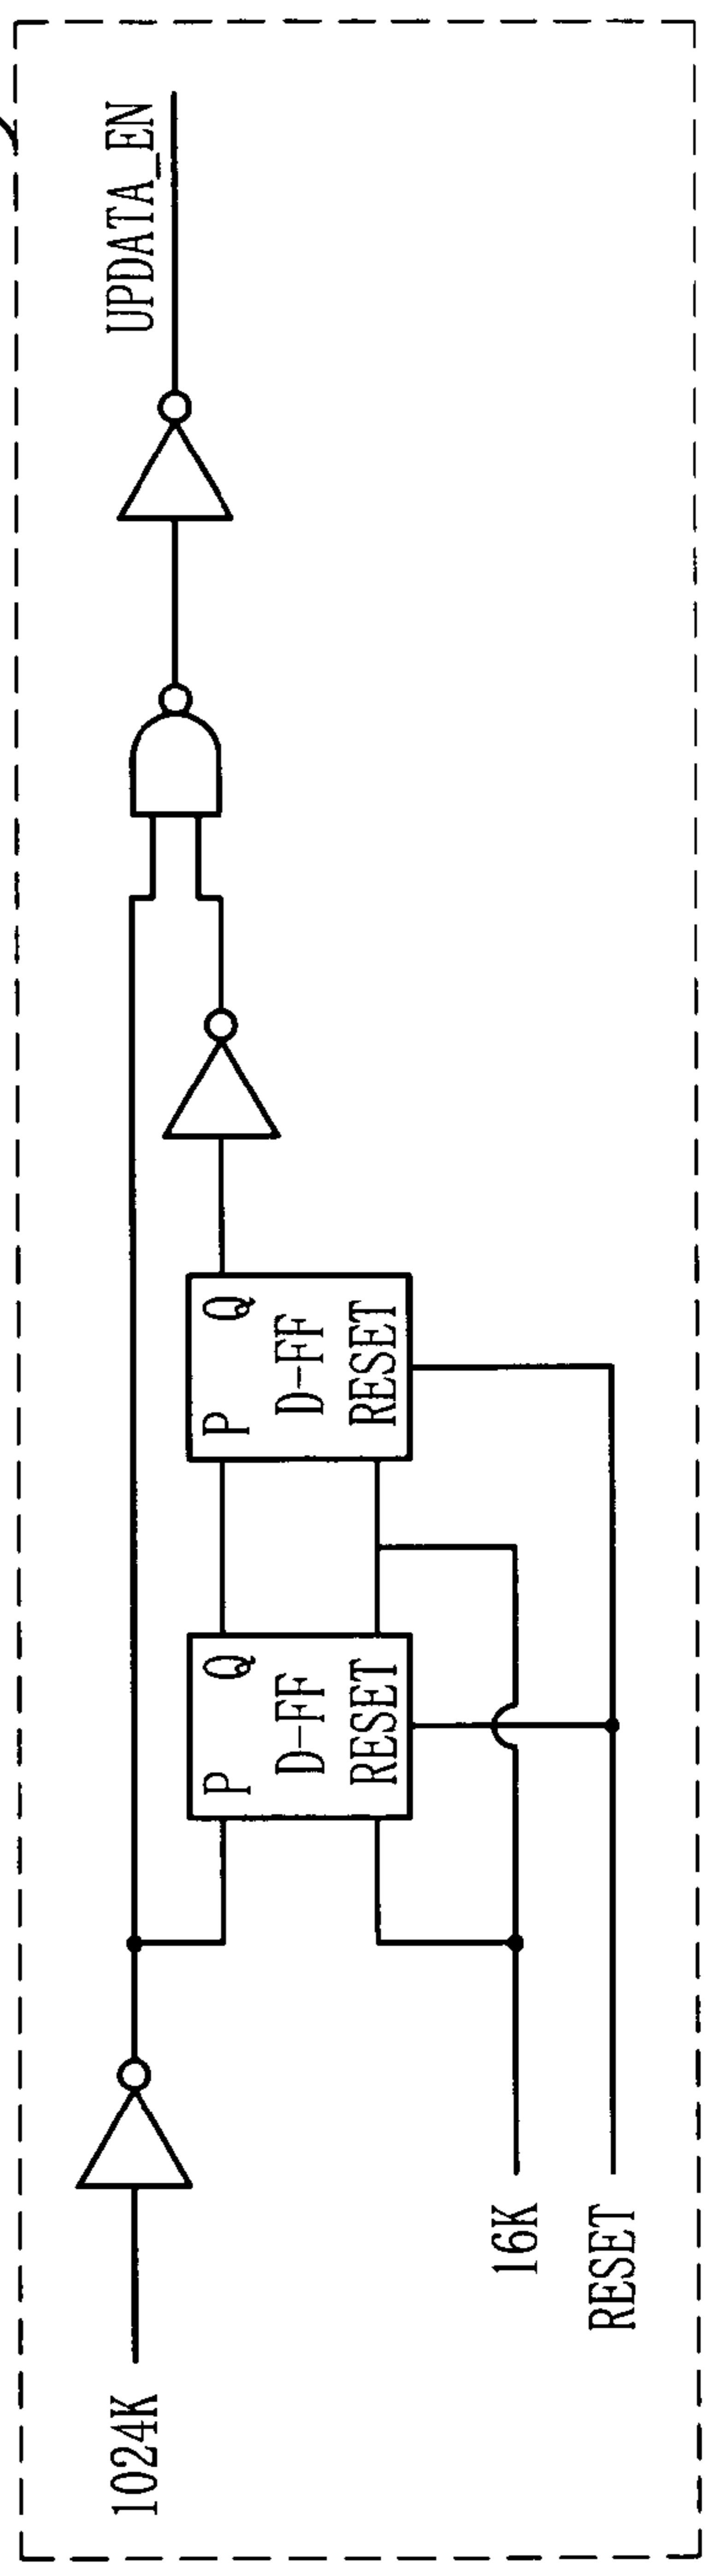 1024K
16K
RESET
P
Q
D-FF
RESET
P
Q
D-FF
RESET
UPDATA_EN